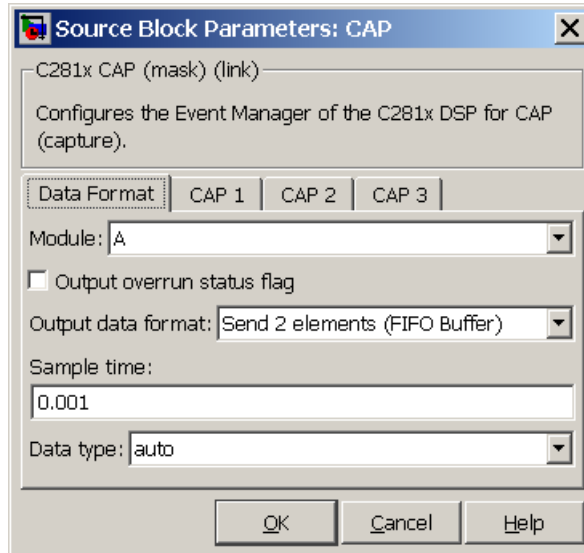 Source Block Parameters: CAP
C281x CAP (mask) (link)
Configures the Event Manager of the C281x DSP for CAP
(capture).
Data Format CAP 1 CAP 2 CAP 3
Module: A
Output overrun status flag
Output data format: Send 2 elements (FIFO Buffer)
Sample time:
0.001
Data type: auto
OK Cancel Help